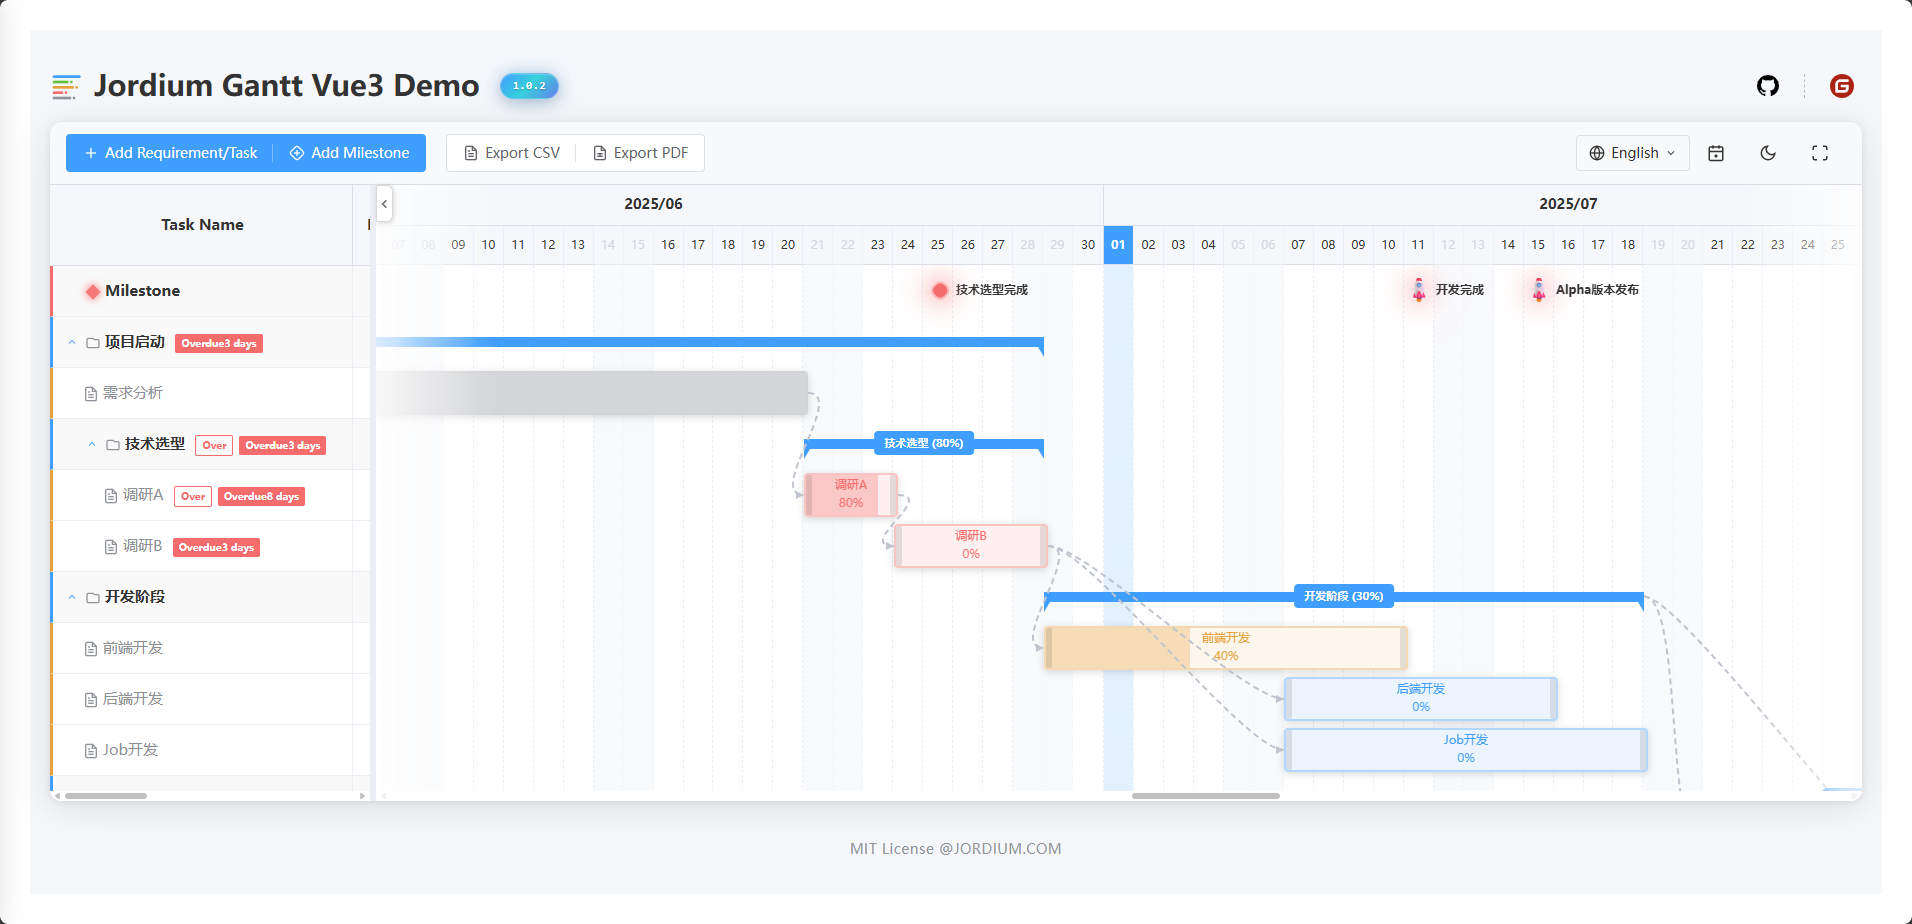 Jordium Gantt Vue3 Demo
1.0.2
Add Requirement/Task
Add Milestone
Export CSV
Export PDF
English
Task Name
2025/06
2025/07
07 08 09 10 11 12 13 14 15 16 17 18 19 20 21 22 23 24 25 26 27 28 29 30 01 02 03 04 05 06 07 08 09 10 11 12 13 14 15 16 17 18 19 20 21 22 23 24 25
Milestone
技术选型完成
开发完成
Alpha版本发布
项目启动 Overdue3 days
需求分析
技术选型 Over Overdue3 days
技术选型 (80%)
调研A Over Overdue8 days
调研A
80%
调研B Overdue3 days
调研B
0%
开发阶段
开发阶段 (30%)
前端开发
前端开发
40%
后端开发
后端开发
0%
Job开发
Job开发
0%
MIT License @JORDIUM.COM